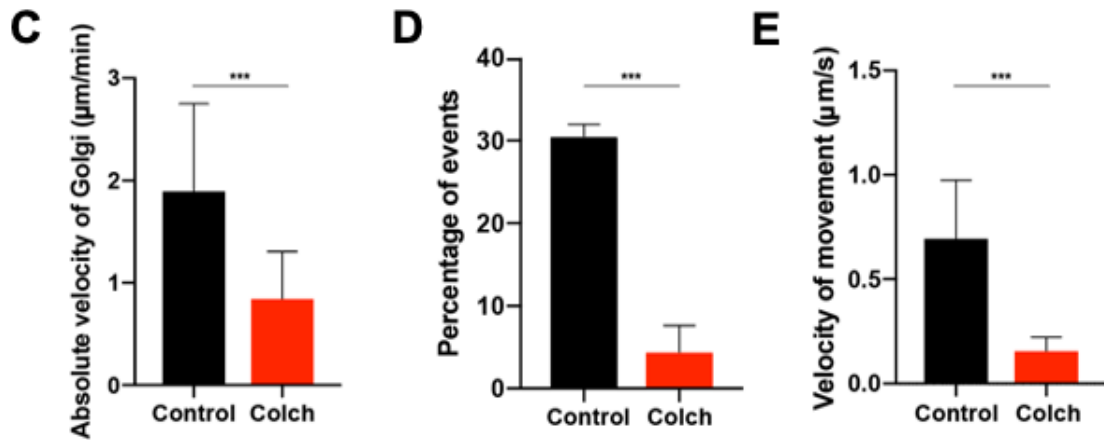 C
Absolute velocity of Golgi (μm/min)
3
2
1
0
***
Control Colch
D
Percentage of events
40
30
20
10
0
***
Control Colch
E
Velocity of movement (μm/s)
1.5
1.0
0.5
0.0
***
Control Colch